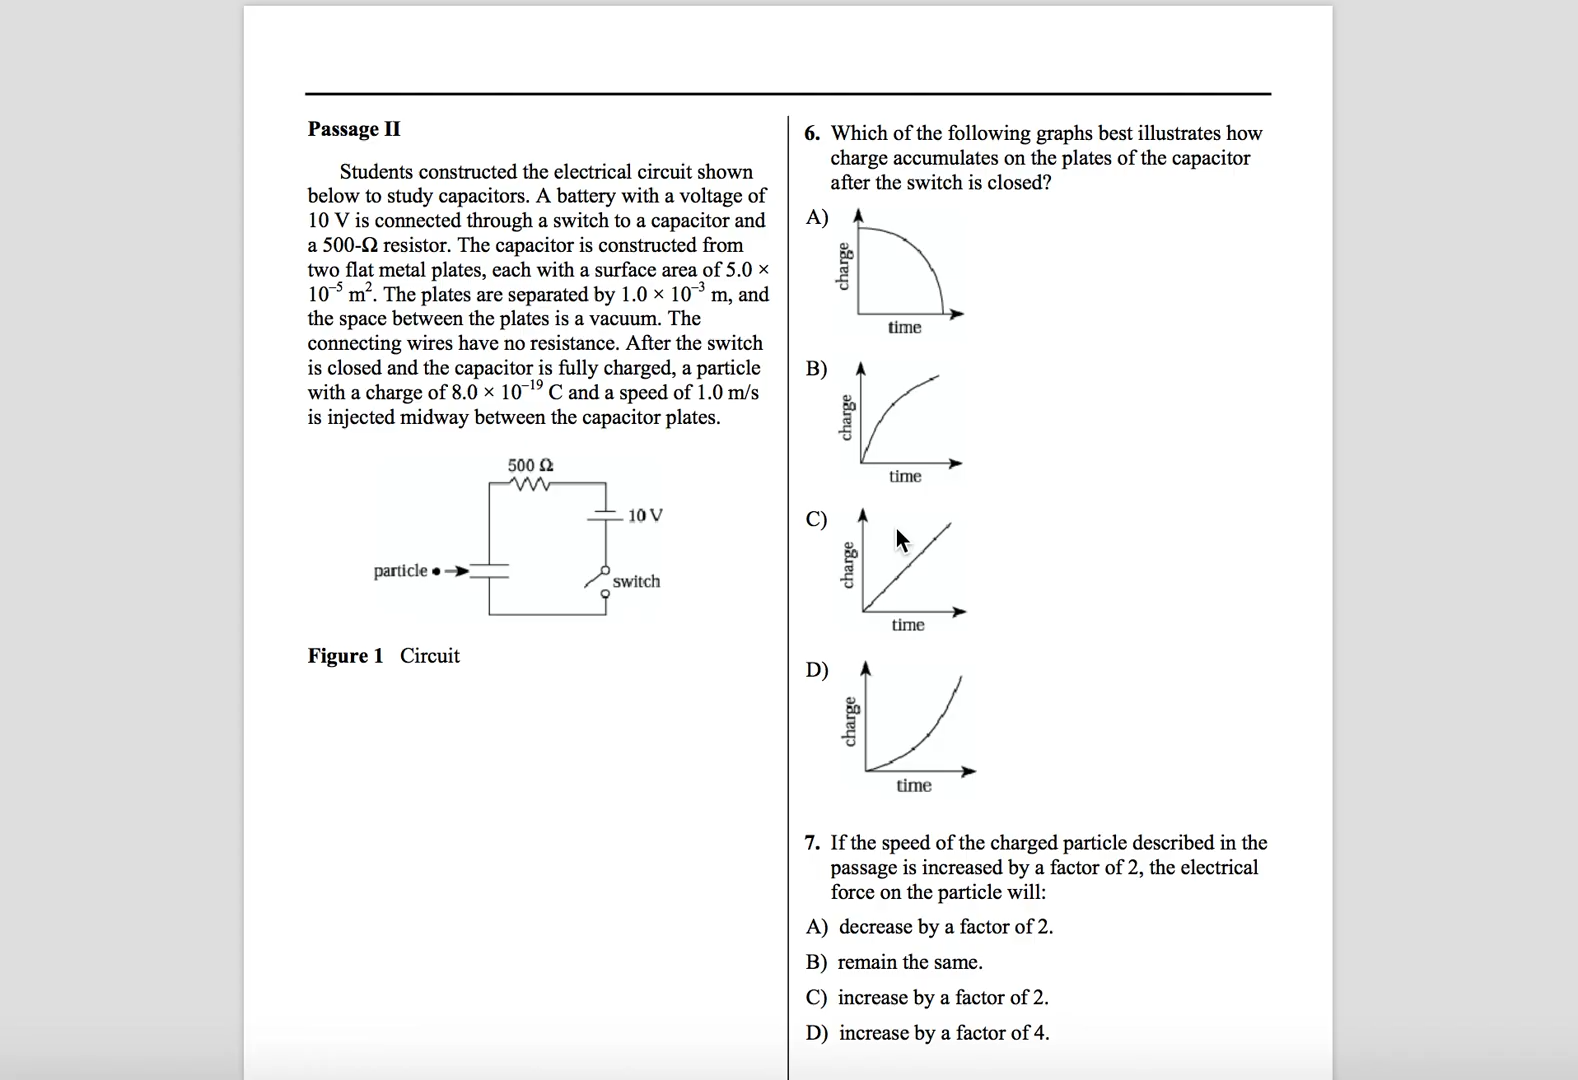 Passage II
Students constructed the electrical circuit shown
below to study capacitors. A battery with a voltage of
10 V is connected through a switch to a capacitor and
a 500-Ω resistor. The capacitor is constructed from
two flat metal plates, each with a surface area of 5.0 ×
10⁻⁵ m². The plates are separated by 1.0 × 10⁻³ m, and
the space between the plates is a vacuum. The
connecting wires have no resistance. After the switch
is closed and the capacitor is fully charged, a particle
with a charge of 8.0 × 10⁻¹⁹ C and a speed of 1.0 m/s
is injected midway between the capacitor plates.
500 Ω
10 V
particle
switch
Figure 1 Circuit
6. Which of the following graphs best illustrates how
charge accumulates on the plates of the capacitor
after the switch is closed?
A)
charge
time
B)
charge
time
C)
charge
time
D)
charge
time
7. If the speed of the charged particle described in the
passage is increased by a factor of 2, the electrical
force on the particle will:
A) decrease by a factor of 2.
B) remain the same.
C) increase by a factor of 2.
D) increase by a factor of 4.